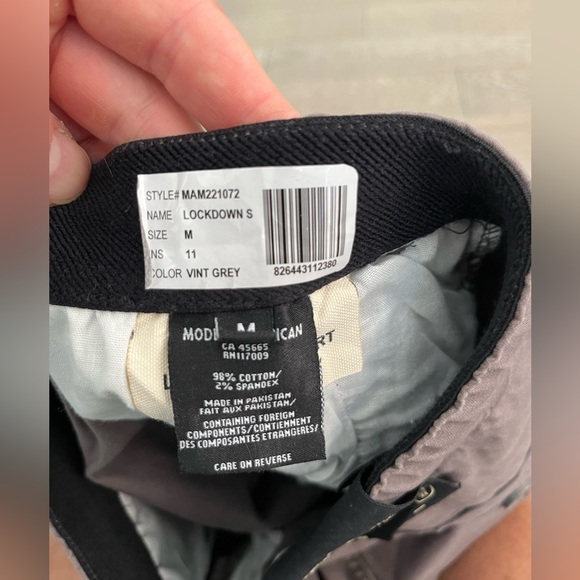 STYLE# MAM221072
NAME LOCKDOWN S
SIZE M
INS 11
COLOR VINT GREY
826443112380
M
CA 45665
RN117009
98% COTTON/
2% SPANDEX
MADE IN PAKISTAN/
FAIT AUX PAKISTAN/
CONTAINING FOREIGN
COMPONENTS/CONTIENMENT
DES COMPOSANTES ETRANGERES/
CARE ON REVERSE